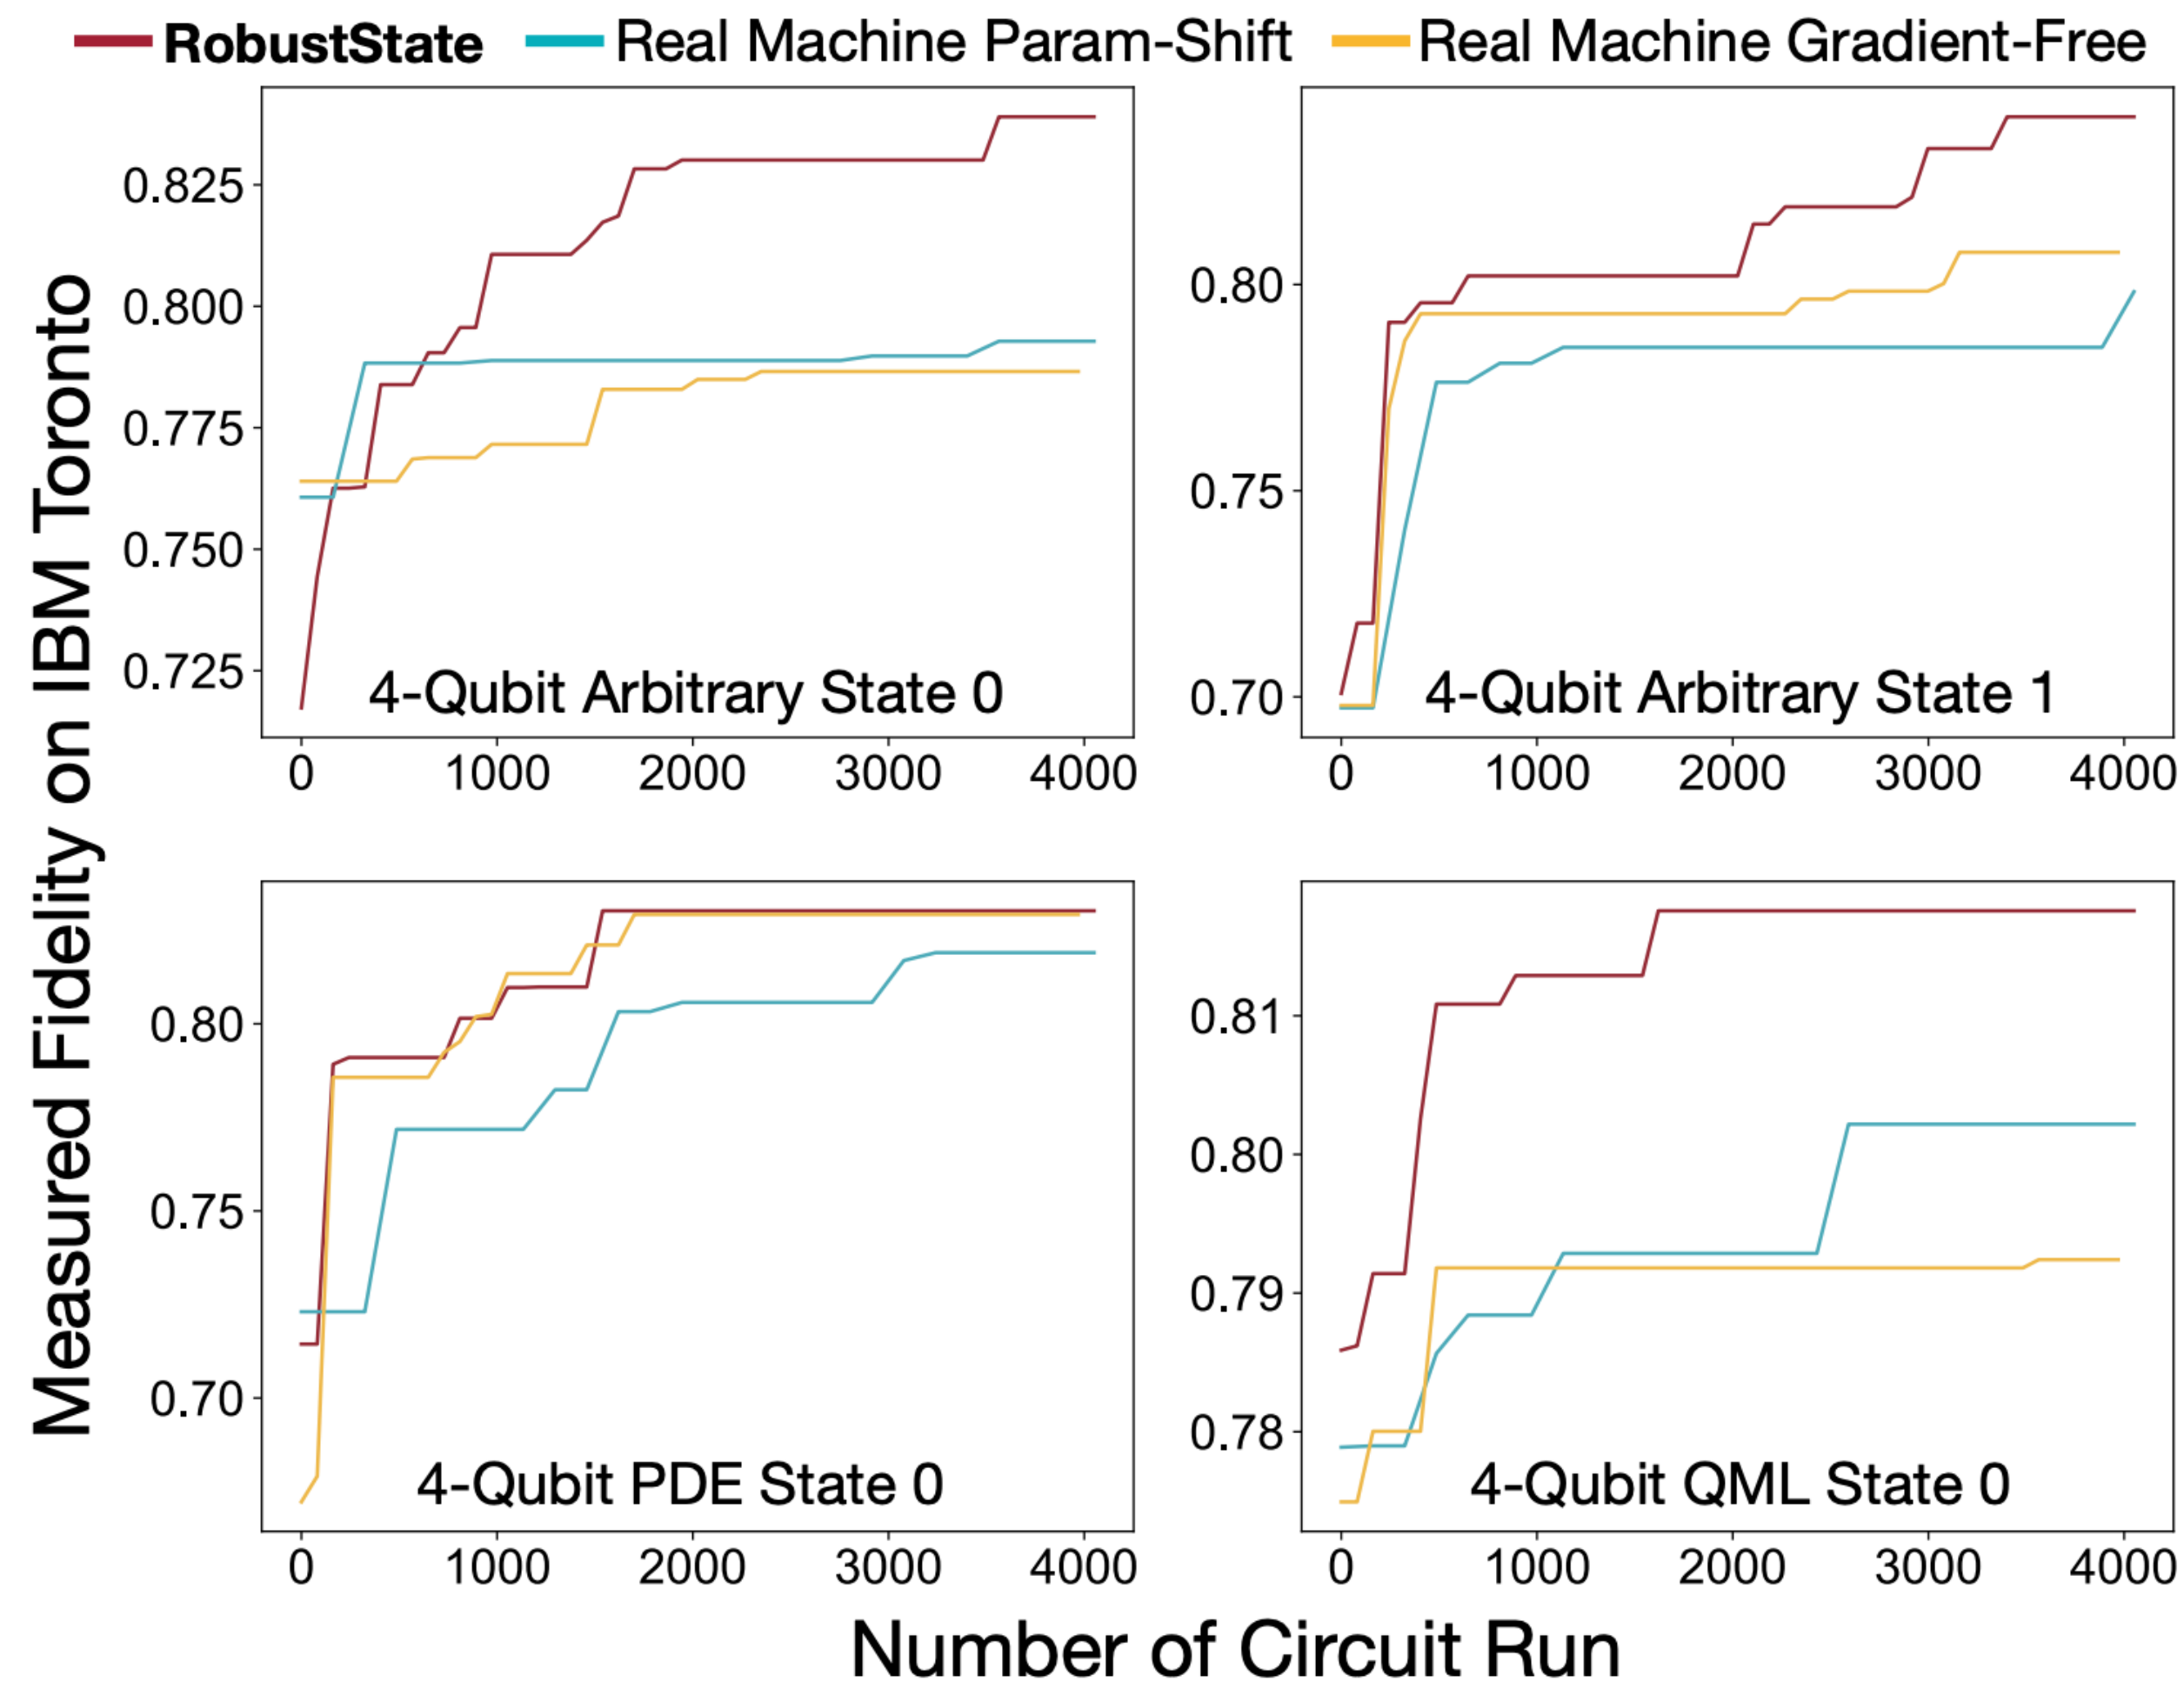 RobustState Real Machine Param-Shift Real Machine Gradient-Free
Measured Fidelity on IBM Toronto
0.825
0.800
0.775
0.750
0.725
4-Qubit Arbitrary State 0
0 1000 2000 3000 4000
0.80
0.75
0.70
4-Qubit Arbitrary State 1
0 1000 2000 3000 4000
0.80
0.75
0.70
4-Qubit PDE State 0
0 1000 2000 3000 4000
0.81
0.80
0.79
0.78
4-Qubit QML State 0
0 1000 2000 3000 4000
Number of Circuit Run